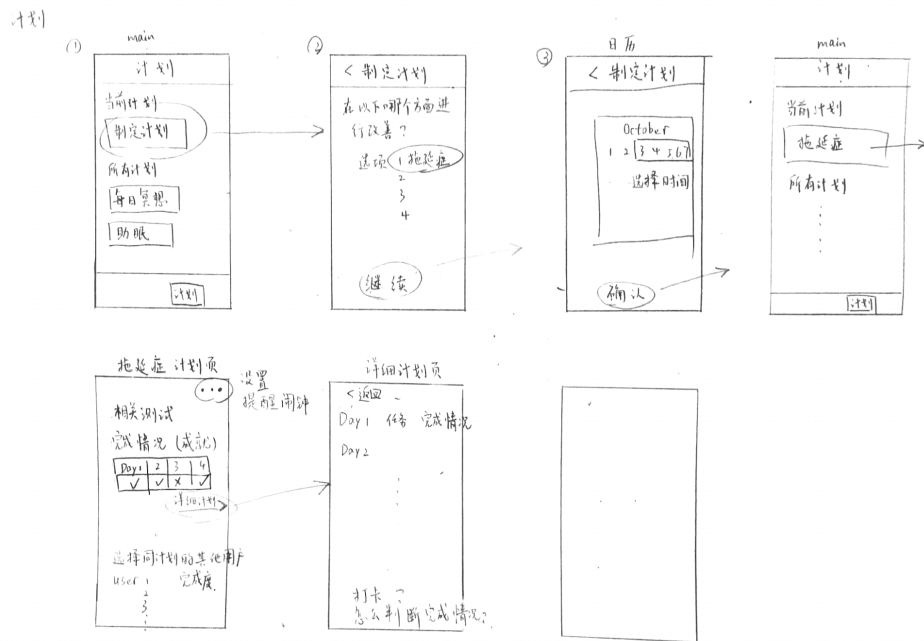 计划
①
main
计划
当前计划
制定计划
所有计划
每日冥想
助眠
计划
②
< 制定计划
在以下哪个方面进
行改善?
选项 1 拖延症
2
3
4
继续
③
日历
< 制定计划
October
1 2 3 4 5 6 7
选择时间
确认
main
计划
当前计划
拖延症
所有计划
计划
拖延症计划页
...
设置
提醒闹钟
相关测试
完成情况(成就)
Day1 2 3 4
✓ ✓ x ✓
详细计划
选择同计划的其他用户
user 1 完成度
2
3
详细计划页
<返回
Day1 任务 完成情况
Day2
打卡?
怎么判断完成情况?